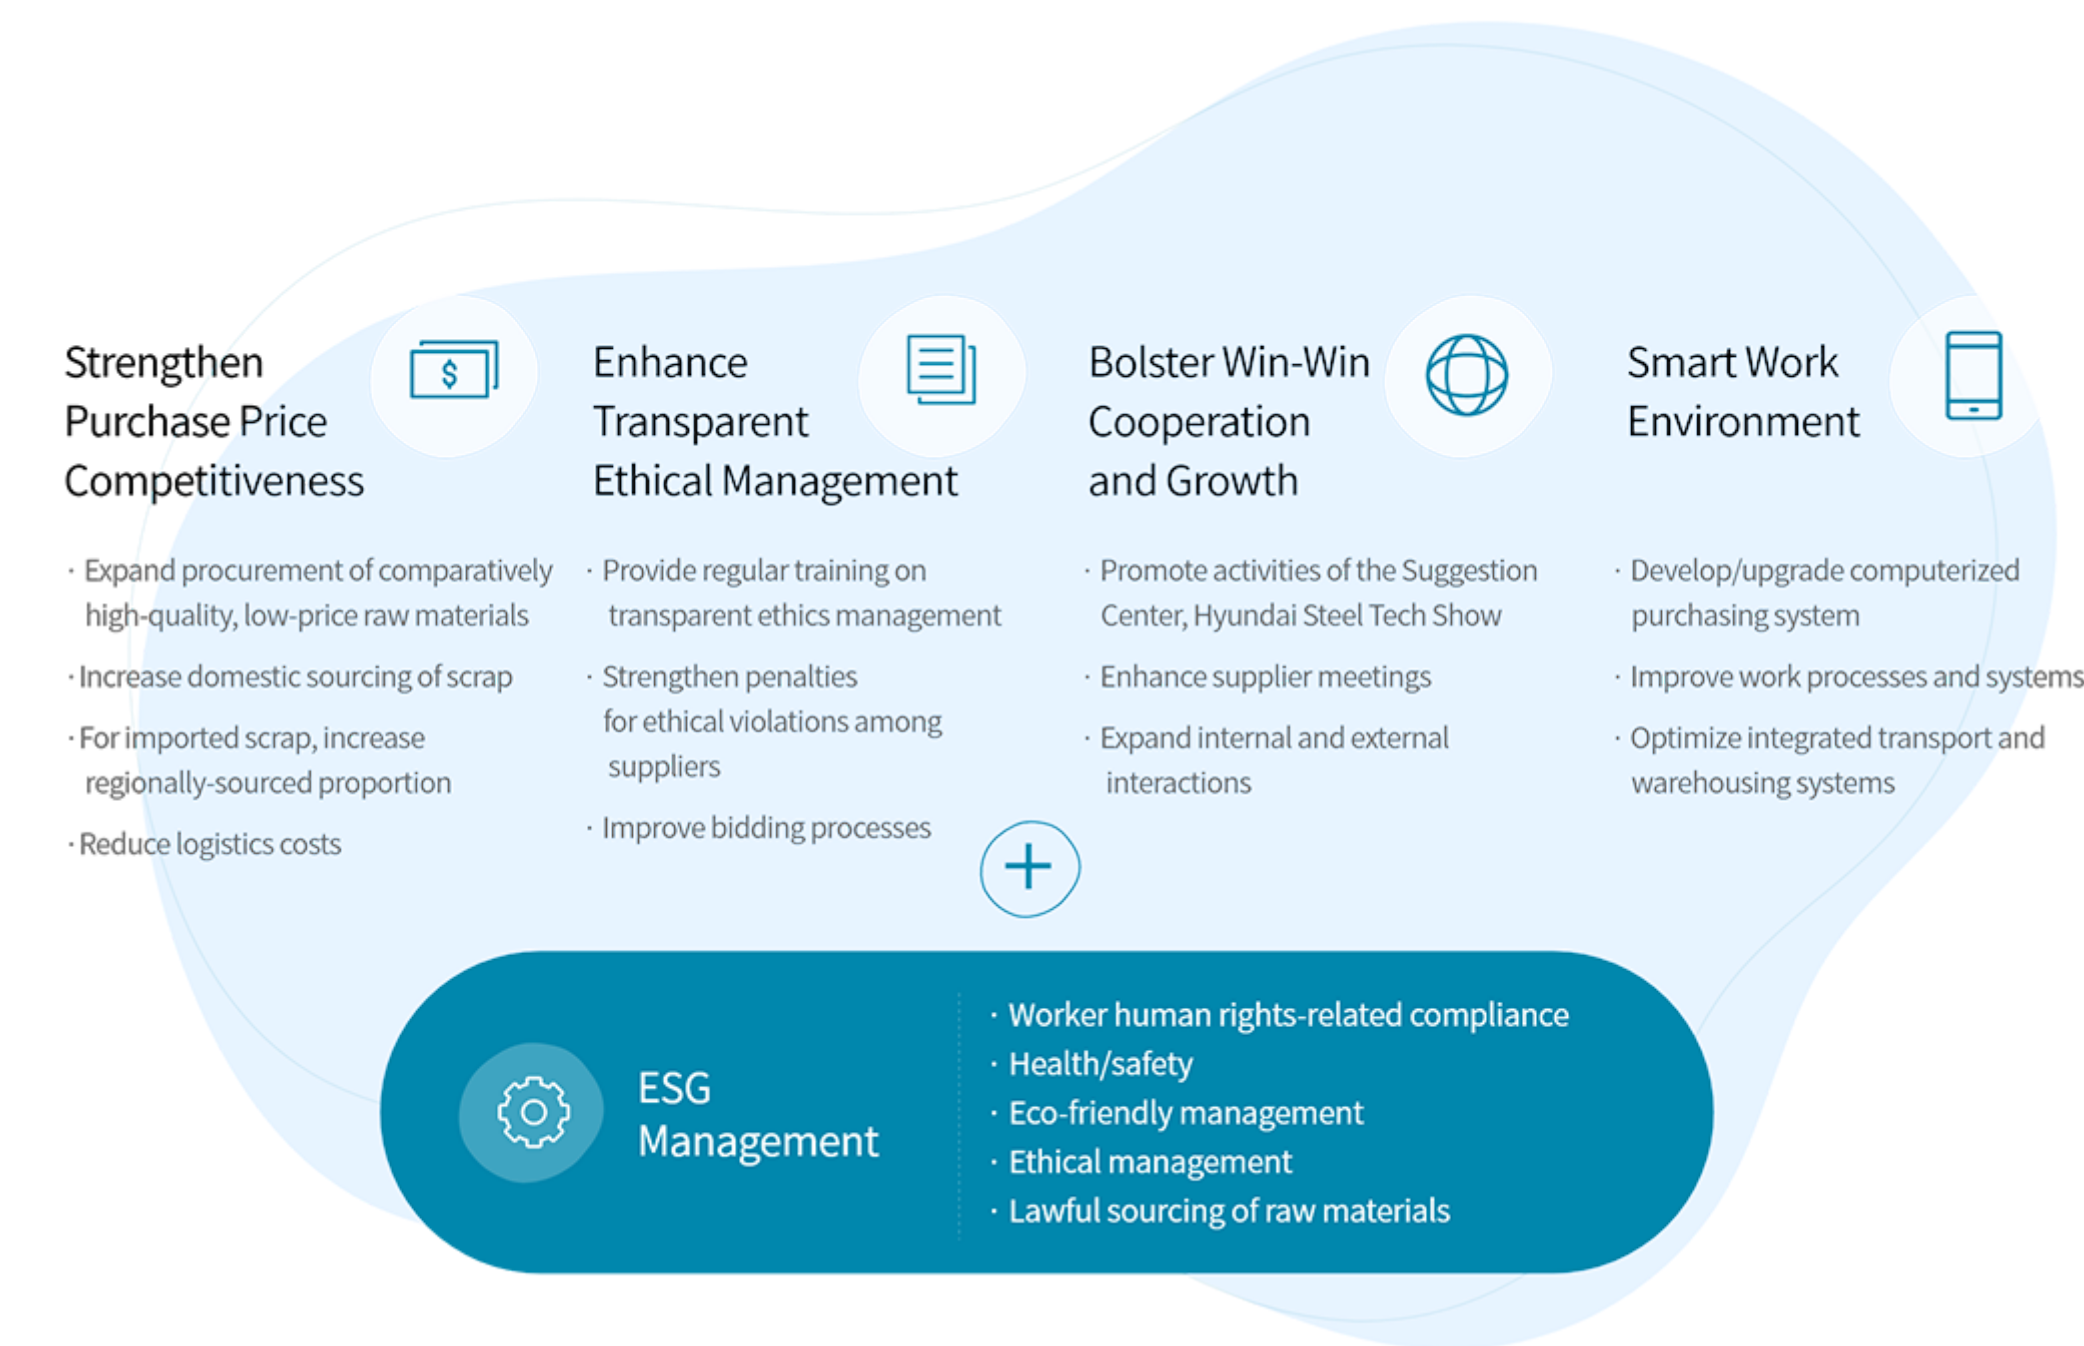 Strengthen
Purchase Price
Competitiveness
$
· Expand procurement of comparatively
high-quality, low-price raw materials
· Increase domestic sourcing of scrap
· For imported scrap, increase
regionally-sourced proportion
· Reduce logistics costs
Enhance
Transparent
Ethical Management
· Provide regular training on
transparent ethics management
· Strengthen penalties
for ethical violations among
suppliers
· Improve bidding processes
Bolster Win-Win
Cooperation
and Growth
· Promote activities of the Suggestion
Center, Hyundai Steel Tech Show
· Enhance supplier meetings
· Expand internal and external
interactions
Smart Work
Environment
· Develop/upgrade computerized
purchasing system
· Improve work processes and systems
· Optimize integrated transport and
warehousing systems
+
ESG
Management
· Worker human rights-related compliance
· Health/safety
· Eco-friendly management
· Ethical management
· Lawful sourcing of raw materials